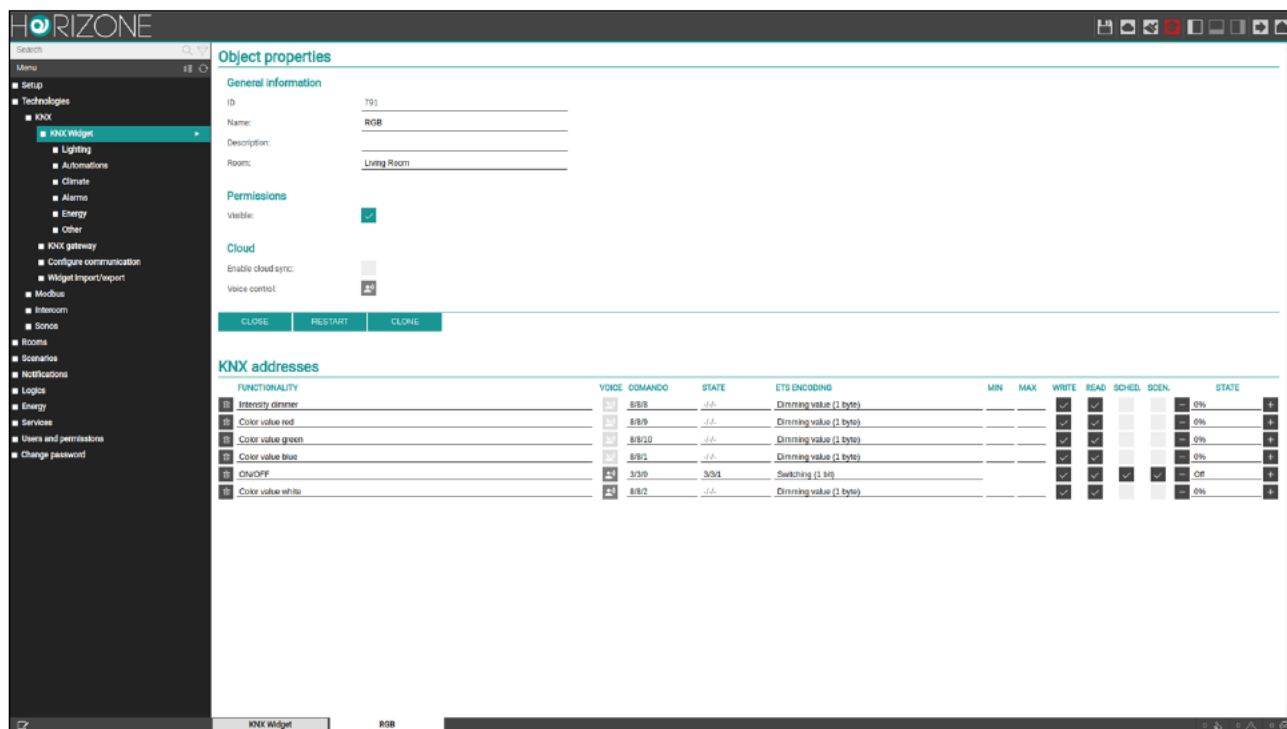 HORIZONE
Search
Menu
Setup
Technologies
KNX
KNX Widget
Lighting
Automations
Climate
Alarms
Energy
Other
KNX gateway
Configure communication
Widget Import/export
Modbus
Intercom
Sonos
Rooms
Scenarios
Notifications
Logics
Energy
Services
Users and permissions
Change password
Object properties
General information
ID 791
Name: RGB
Description:
Room: Living Room
Permissions
Visible:
Cloud
Enable cloud sync:
Voice control:
CLOSE RESTART CLONE
KNX addresses
FUNCTIONALITY VOICE COMANDO STATE ETS ENCODING MIN MAX WRITE READ SCHED. SCEN. STATE
Intensity dimmer 8/8/8 -/-/- Dimming value (1 byte) 0%
Color value red 8/8/9 -/-/- Dimming value (1 byte) 0%
Color value green 8/8/10 -/-/- Dimming value (1 byte) 0%
Color value blue 8/8/1 -/-/- Dimming value (1 byte) 0%
ON/OFF 3/3/0 3/3/1 Switching (1 bit) Off
Color value white 8/8/2 -/-/- Dimming value (1 byte) 0%
KNX Widget RGB